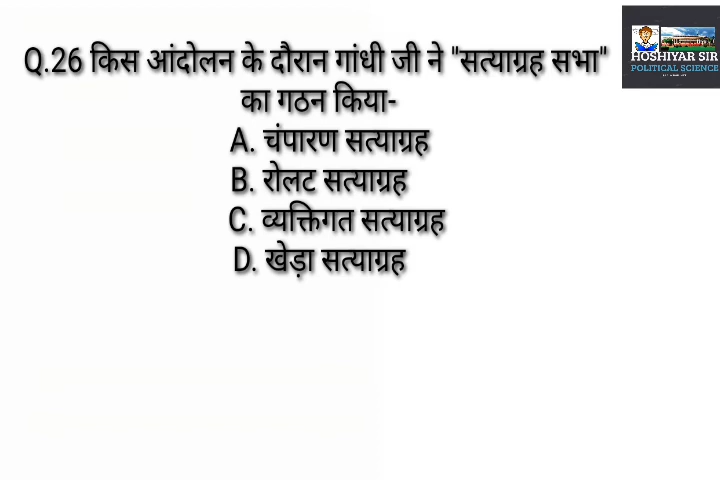 Q.26 किस आंदोलन के दौरान गांधी जी ने "सत्याग्रह सभा"
का गठन किया-
A. चंपारण सत्याग्रह
B. रोलट सत्याग्रह
C. व्यक्तिगत सत्याग्रह
D. खेड़ा सत्याग्रह
HOSHIYAR SIR
POLITICAL SCIENCE